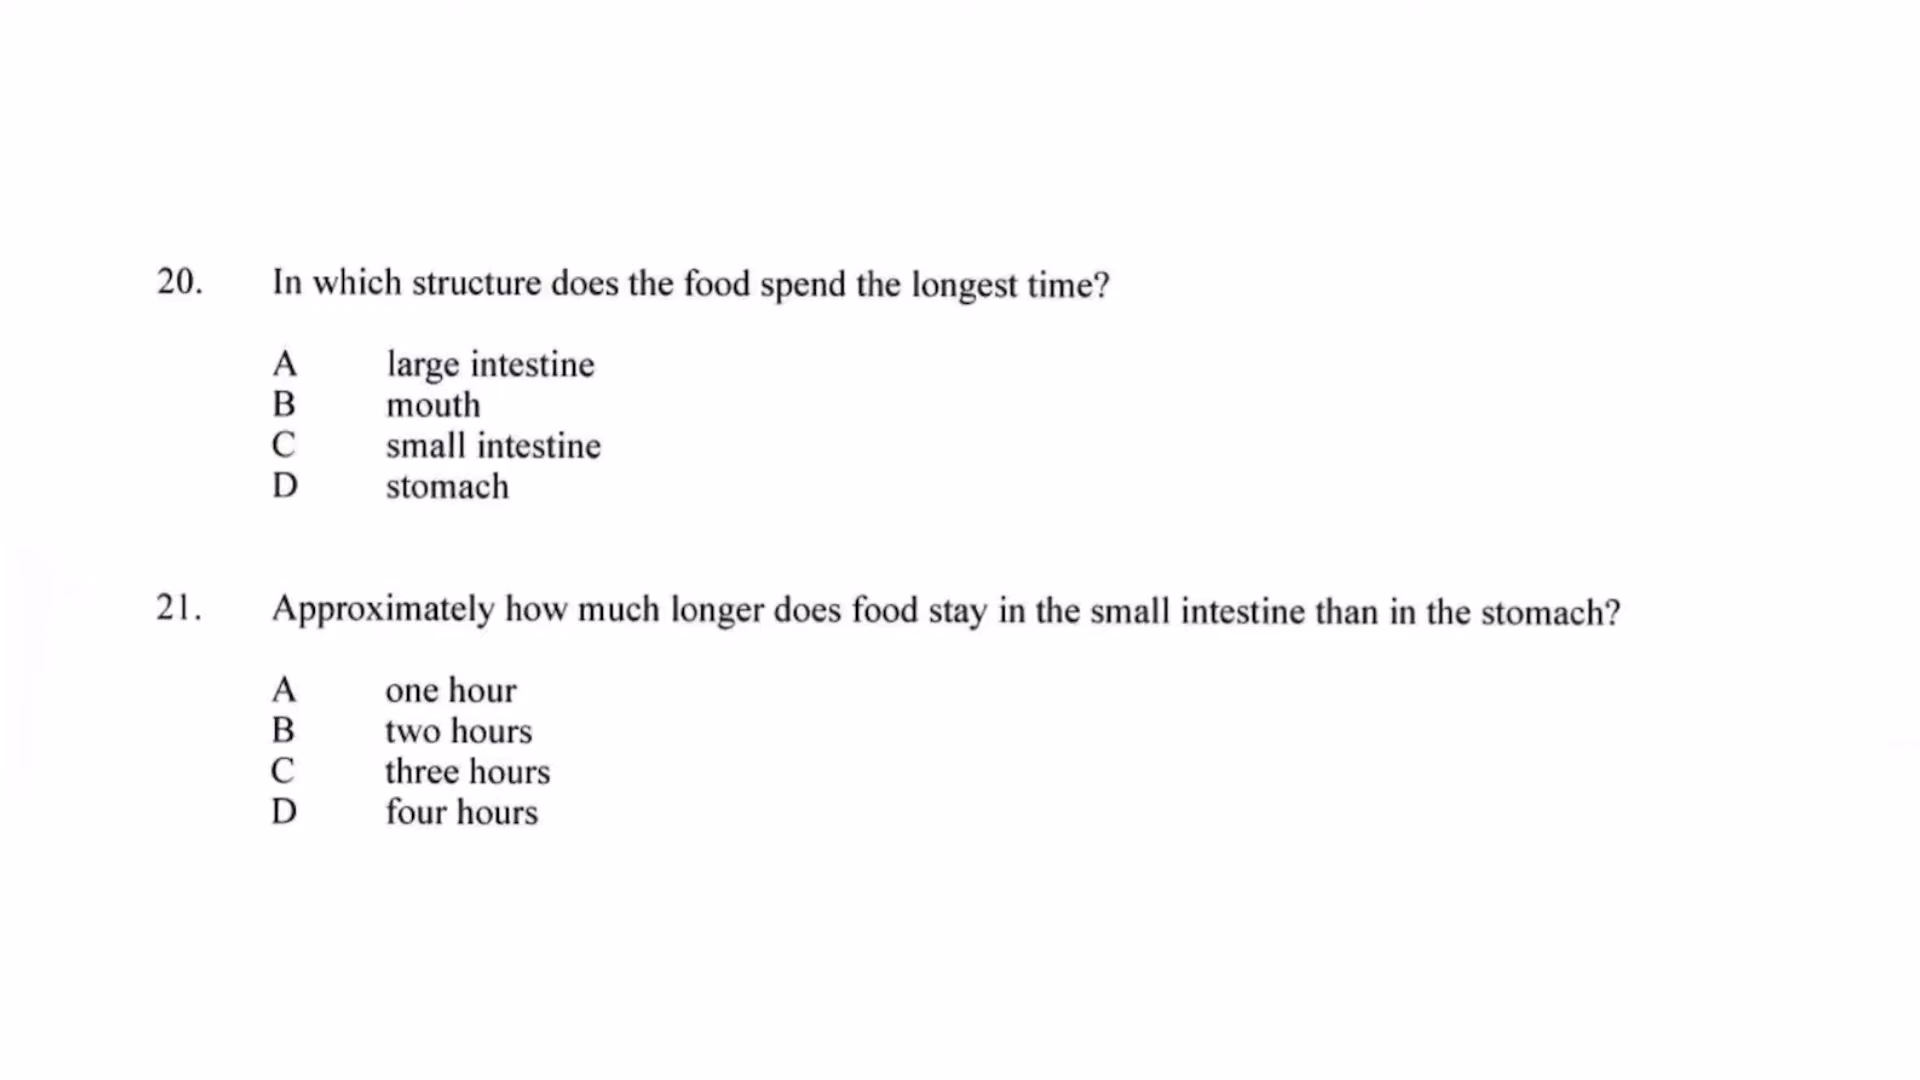 20. In which structure does the food spend the longest time?
A large intestine
B mouth
C small intestine
D stomach
21. Approximately how much longer does food stay in the small intestine than in the stomach?
A one hour
B two hours
C three hours
D four hours